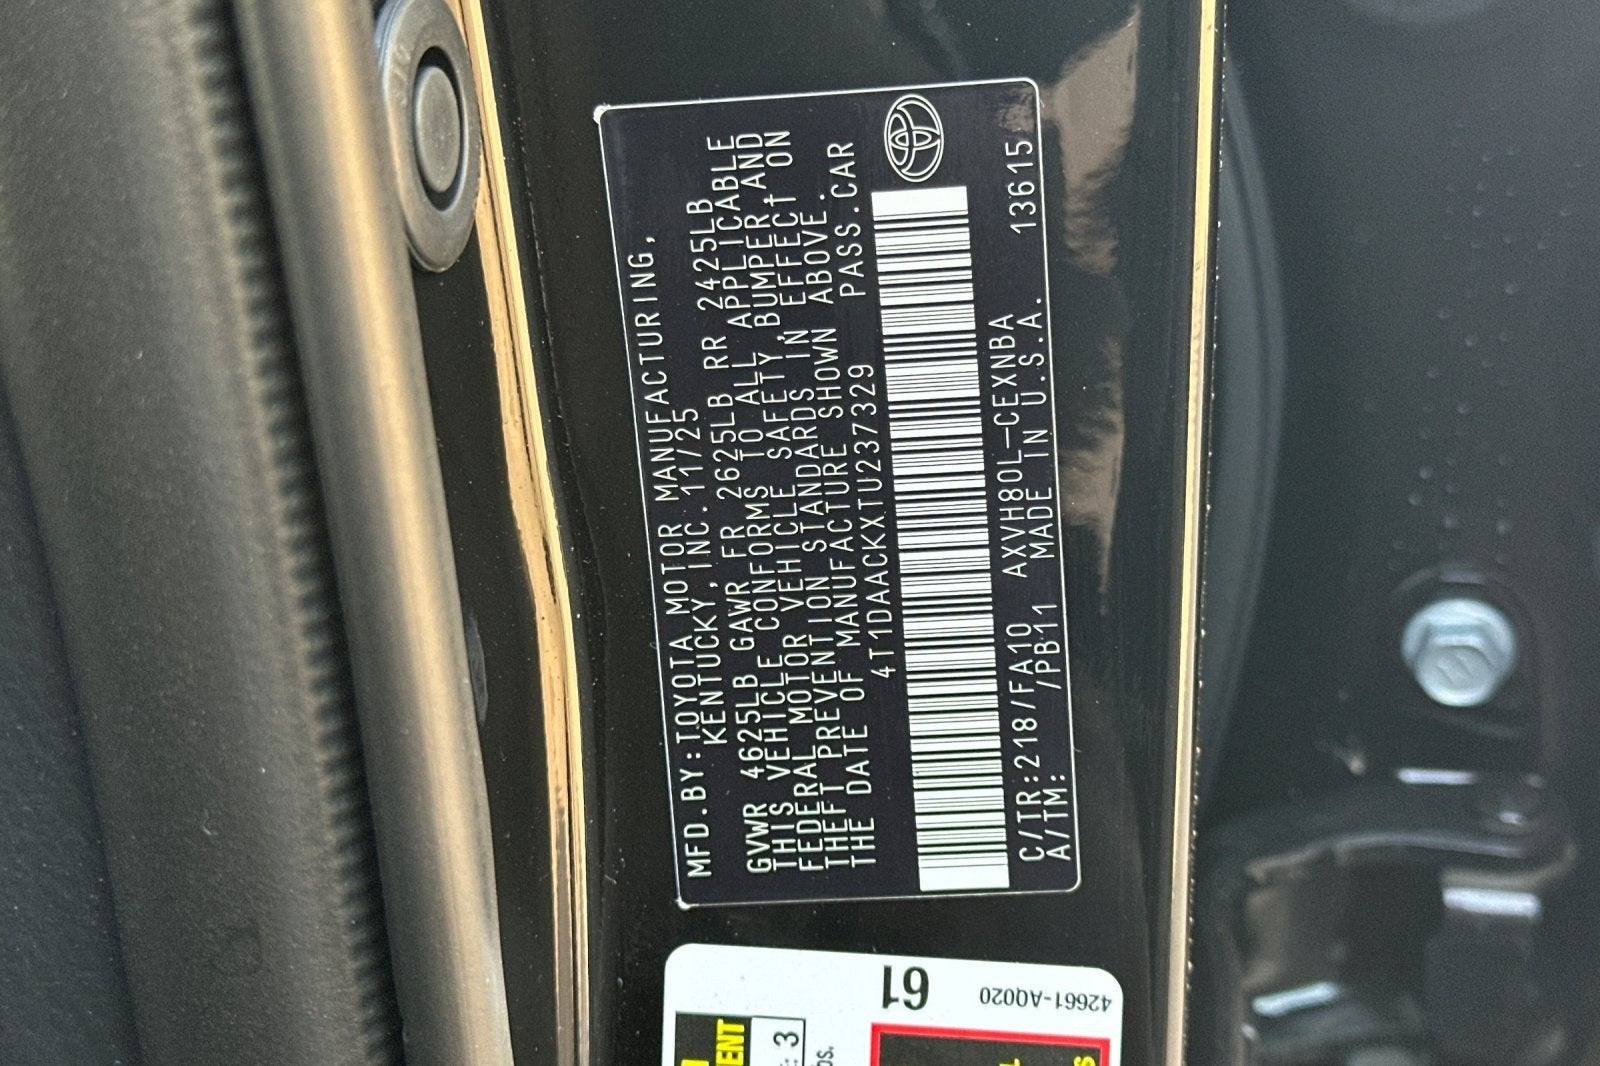 MFD.BY:TOYOTA MOTOR MANUFACTURING,
KENTUCKY,INC. 11/25
GVWR 4625LB GAWR FR 2625LB RR 2425LB
THIS VEHICLE CONFORMS TO ALL APPLICABLE
FEDERAL MOTOR VEHICLE SAFETY,BUMPER,AND
THEFT PREVENTION STANDARDS IN EFFECT ON
THE DATE OF MANUFACTURE SHOWN ABOVE.
4T1DAACKXTU237329 PASS.CAR
C/TR:218/FA10 AXVH80L-CEXNBA 13615
A/TM: /PB11 MADE IN U.S.A.
61
42661-AQ020
3